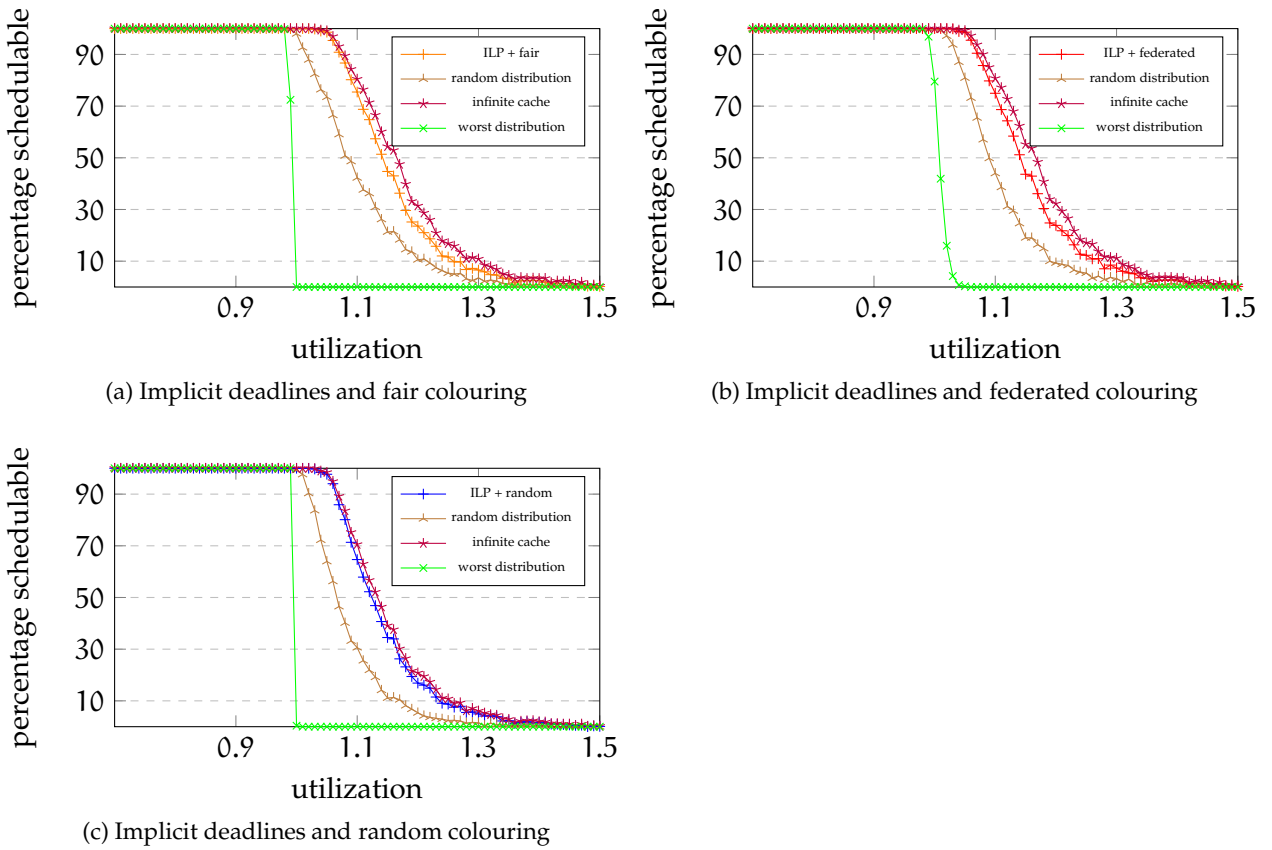 percentage schedulable
90
70
50
30
10
0.9
1.1
1.3
1.5
utilization
ILP + fair
random distribution
infinite cache
worst distribution
(a) Implicit deadlines and fair colouring
percentage schedulable
90
70
50
30
10
0.9
1.1
1.3
1.5
utilization
ILP + federated
random distribution
infinite cache
worst distribution
(b) Implicit deadlines and federated colouring
percentage schedulable
90
70
50
30
10
0.9
1.1
1.3
1.5
utilization
ILP + random
random distribution
infinite cache
worst distribution
(c) Implicit deadlines and random colouring